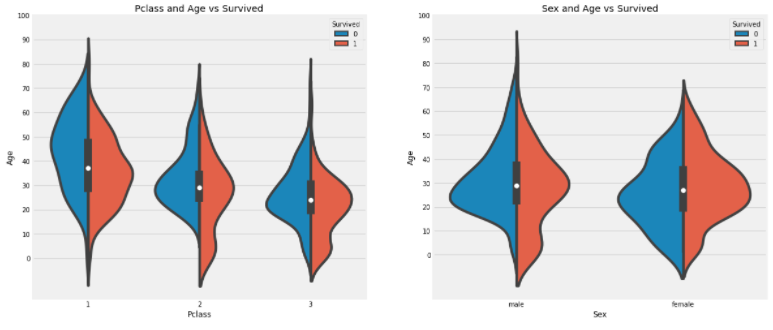 Pclass and Age vs Survived
Survived
0
1
Age
100
90
80
70
60
50
40
30
20
10
0
1 2 3
Pclass
Sex and Age vs Survived
Survived
0
1
Age
100
90
80
70
60
50
40
30
20
10
0
male female
Sex